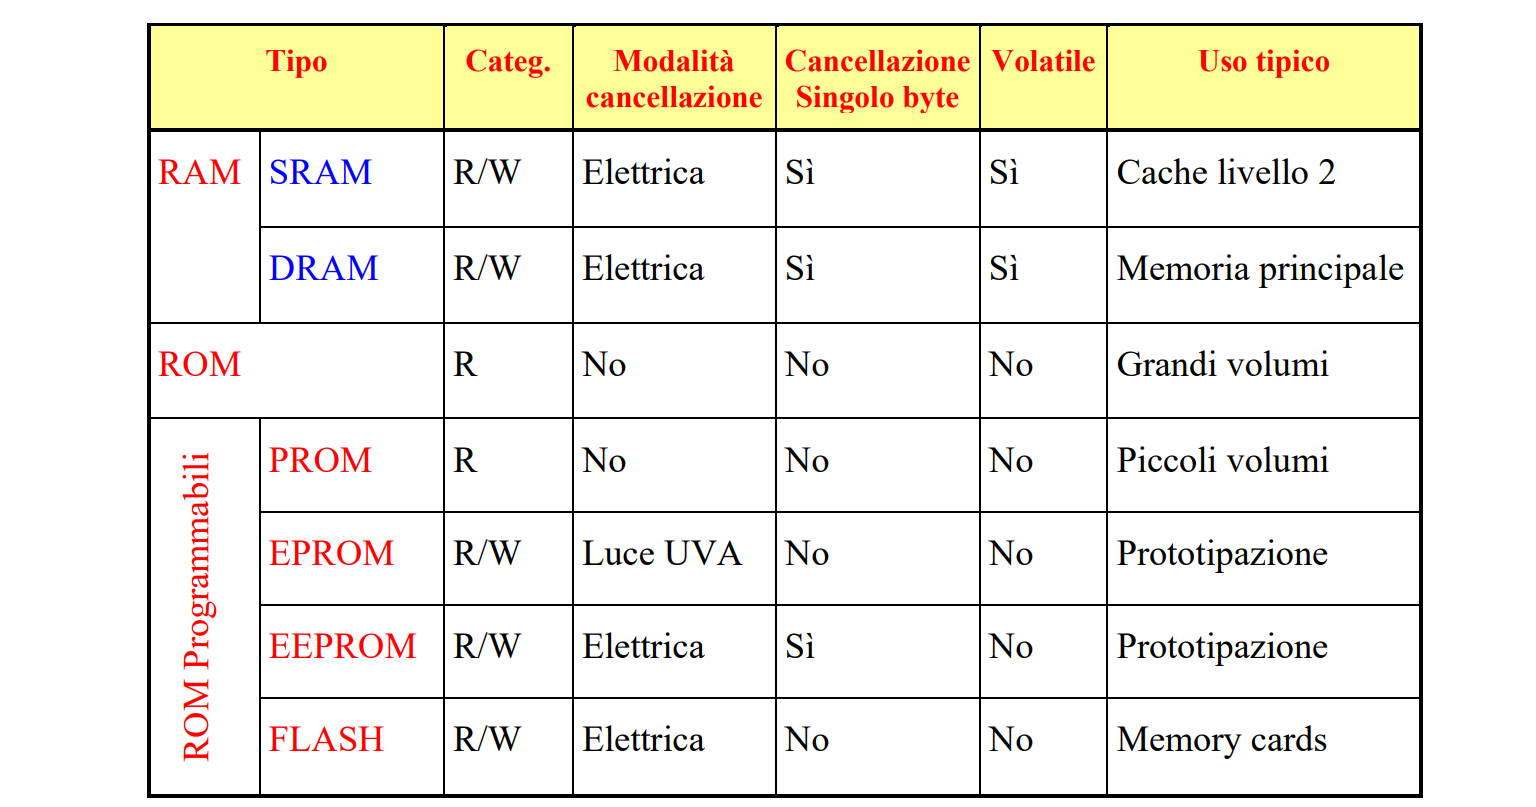 Tipo Categ. Modalità cancellazione Cancellazione Singolo byte Volatile Uso tipico
RAM SRAM R/W Elettrica Sì Sì Cache livello 2
DRAM R/W Elettrica Sì Sì Memoria principale
ROM R No No No Grandi volumi
ROM Programmabili
PROM R No No No Piccoli volumi
EPROM R/W Luce UVA No No Prototipazione
EEPROM R/W Elettrica Sì No Prototipazione
FLASH R/W Elettrica No No Memory cards